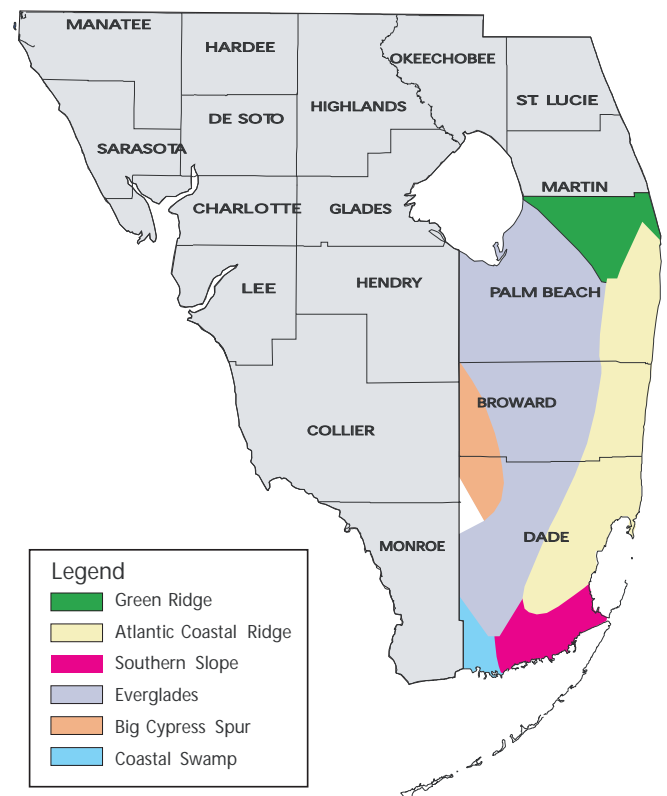 MANATEE
HARDEE
OKEECHOBEE
HIGHLANDS
ST. LUCIE
DE SOTO
SARASOTA
MARTIN
CHARLOTTE
GLADES
HENDRY
LEE
PALM BEACH
BROWARD
COLLIER
DADE
MONROE
Legend
Green Ridge
Atlantic Coastal Ridge
Southern Slope
Everglades
Big Cypress Spur
Coastal Swamp